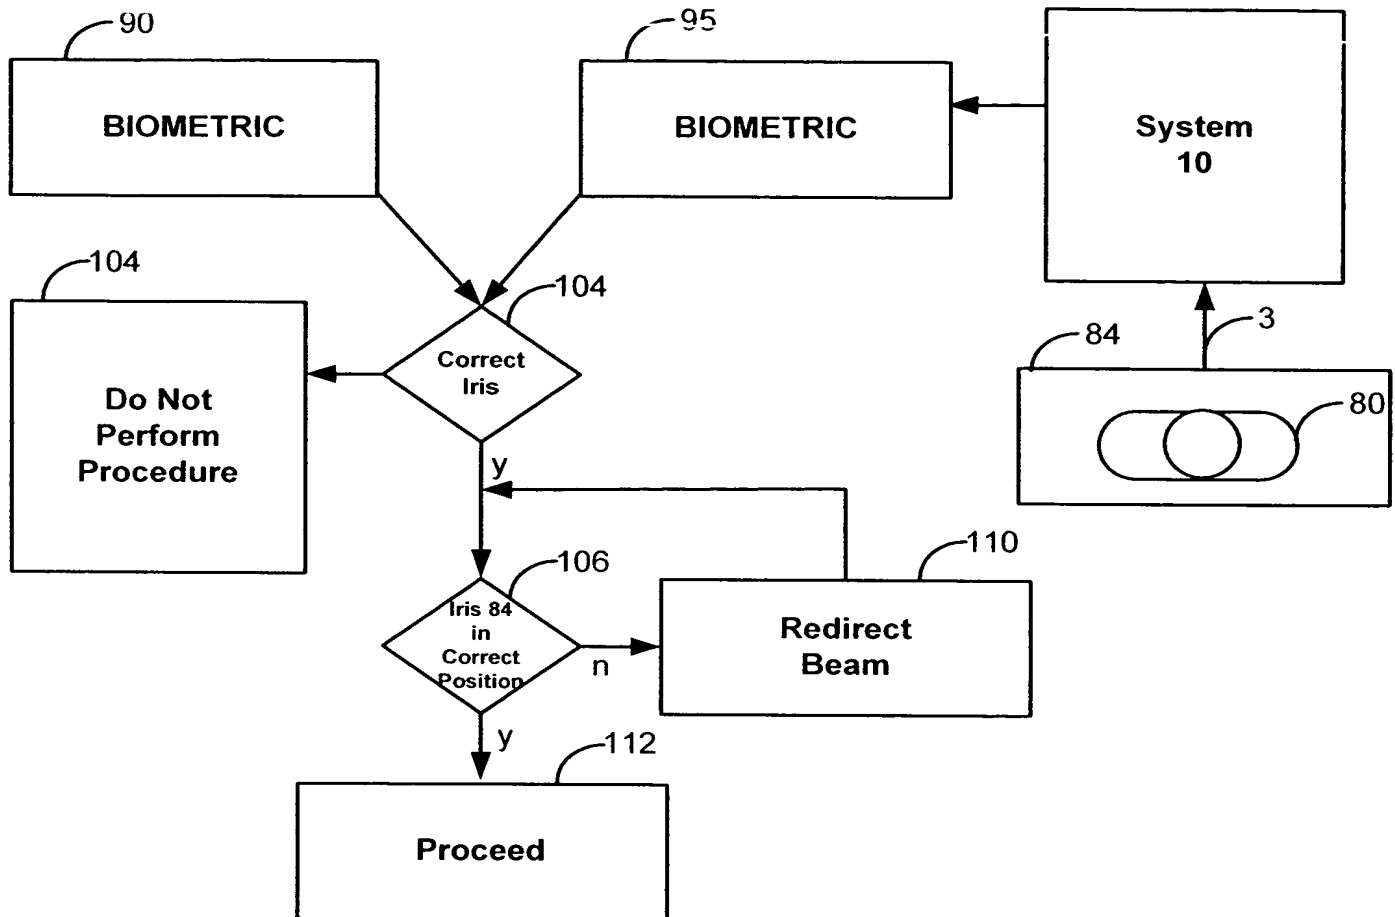 90
95
BIOMETRIC
BIOMETRIC
System
10
104
104
3
84
Correct
Iris
Do Not
Perform
Procedure
80
y
110
106
Iris 84
in
Correct
Position
n
Redirect
Beam
y
112
Proceed